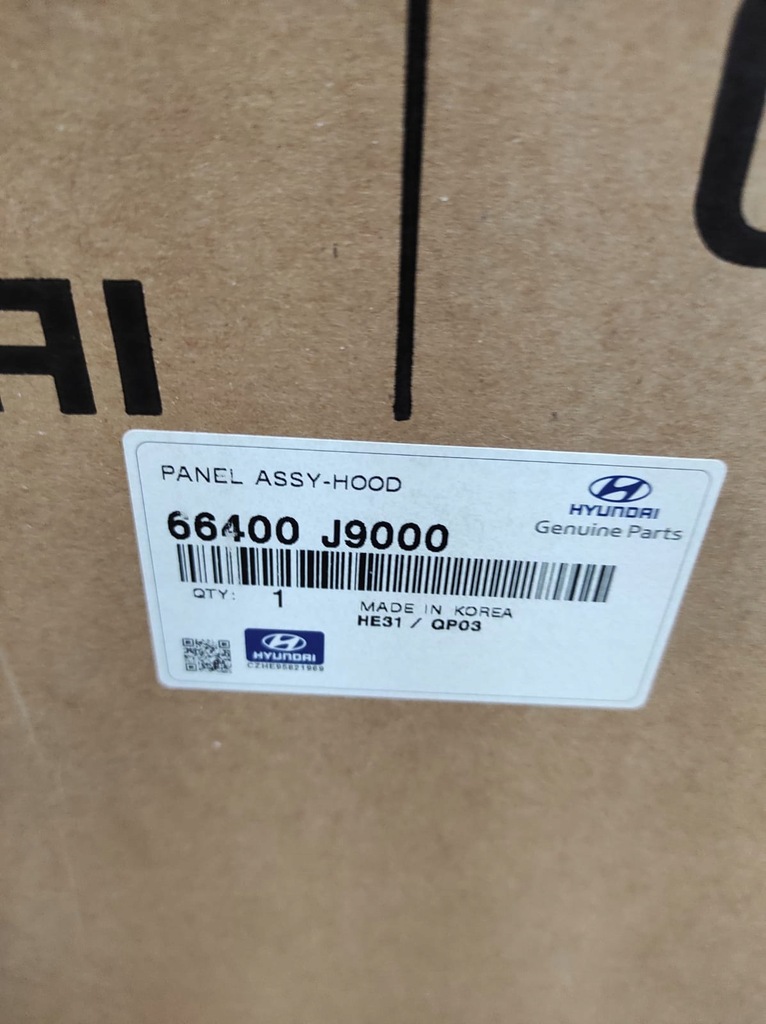 AI
PANEL ASSY-HOOD
HYUNDAI
Genuine Parts
66400 J9000
QTY: 1
MADE IN KOREA
HE31 / QP03
HYUNDAI